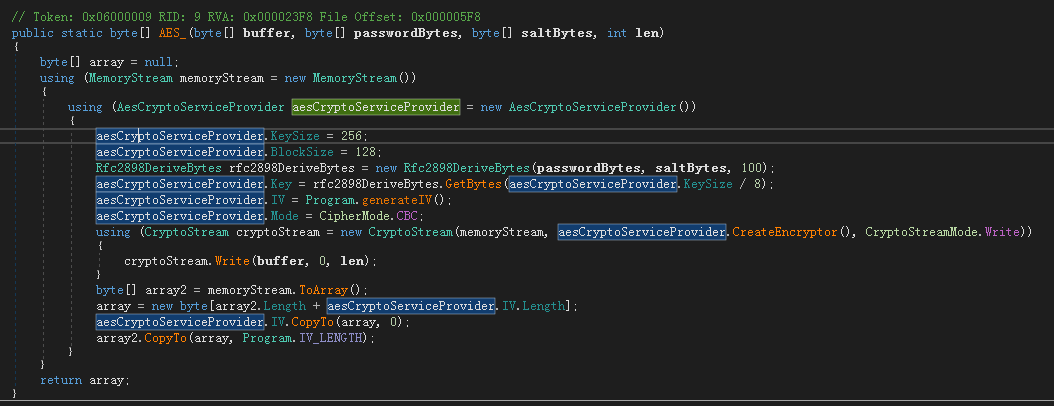 // Token: 0x06000009 RID: 9 RVA: 0x000023F8 File Offset: 0x000005F8
public static byte[] AES_(byte[] buffer, byte[] passwordBytes, byte[] saltBytes, int len)
{
byte[] array = null;
using (MemoryStream memoryStream = new MemoryStream())
{
using (AesCryptoServiceProvider aesCryptoServiceProvider = new AesCryptoServiceProvider())
{
aesCryptoServiceProvider.KeySize = 256;
aesCryptoServiceProvider.BlockSize = 128;
Rfc2898DeriveBytes rfc2898DeriveBytes = new Rfc2898DeriveBytes(passwordBytes, saltBytes, 100);
aesCryptoServiceProvider.Key = rfc2898DeriveBytes.GetBytes(aesCryptoServiceProvider.KeySize / 8);
aesCryptoServiceProvider.IV = Program.generateIV();
aesCryptoServiceProvider.Mode = CipherMode.CBC;
using (CryptoStream cryptoStream = new CryptoStream(memoryStream, aesCryptoServiceProvider.CreateEncryptor(), CryptoStreamMode.Write))
{
cryptoStream.Write(buffer, 0, len);
}
byte[] array2 = memoryStream.ToArray();
array = new byte[array2.Length + aesCryptoServiceProvider.IV.Length];
aesCryptoServiceProvider.IV.CopyTo(array, 0);
array2.CopyTo(array, Program.IV_LENGTH);
}
}
return array;
}